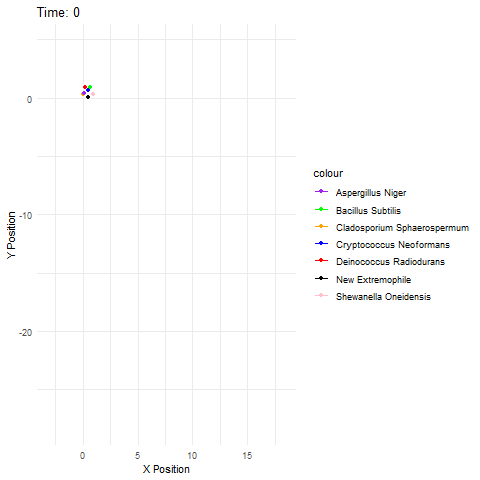 Time: 0
0
-10
-20
Y Position
0 5 10 15
X Position
colour
Aspergillus Niger
Bacillus Subtilis
Cladosporium Sphaerospermum
Cryptococcus Neoformans
Deinococcus Radiodurans
New Extremophile
Shewanella Oneidensis